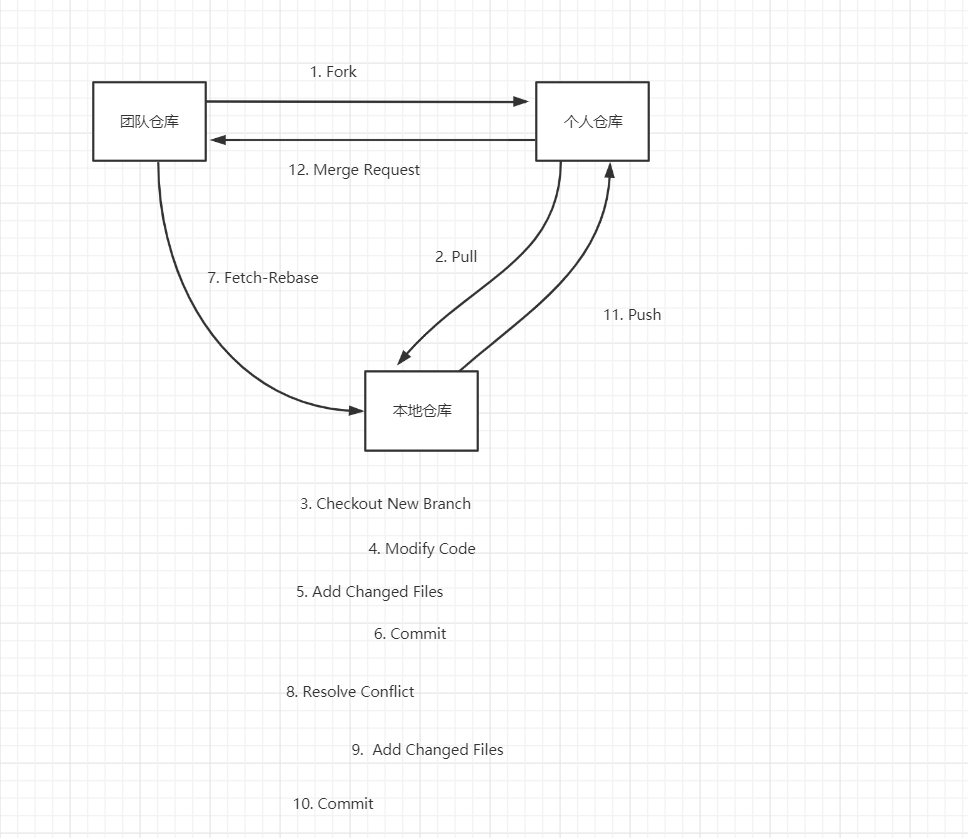 1. Fork
团队仓库
个人仓库
12. Merge Request
2. Pull
7. Fetch-Rebase
11. Push
本地仓库
3. Checkout New Branch
4. Modify Code
5. Add Changed Files
6. Commit
8. Resolve Conflict
9.  Add Changed Files
10. Commit